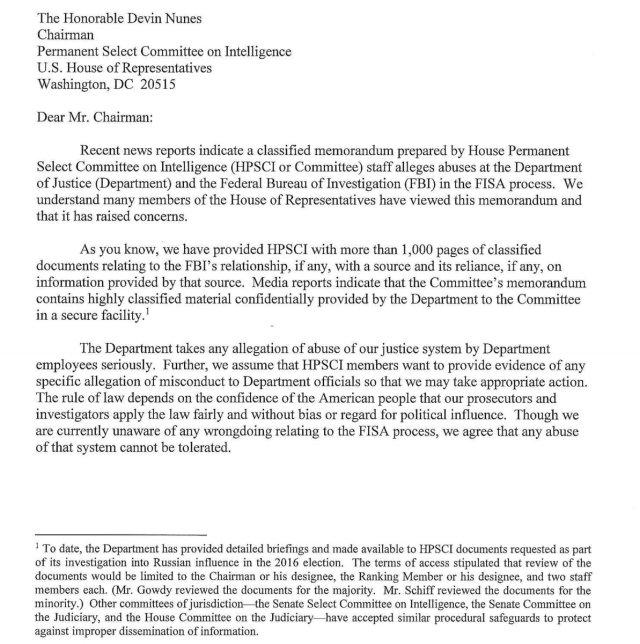 The Honorable Devin Nunes
Chairman
Permanent Select Committee on Intelligence
U.S. House of Representatives
Washington, DC 20515
Dear Mr. Chairman:
Recent news reports indicate a classified memorandum prepared by House Permanent
Select Committee on Intelligence (HPSCI or Committee) staff alleges abuses at the Department
of Justice (Department) and the Federal Bureau of Investigation (FBI) in the FISA process. We
understand many members of the House of Representatives have viewed this memorandum and
that it has raised concerns.
As you know, we have provided HPSCI with more than 1,000 pages of classified
documents relating to the FBI's relationship, if any, with a source and its reliance, if any, on
information provided by that source. Media reports indicate that the Committee's memorandum
contains highly classified material confidentially provided by the Department to the Committee
in a secure facility.¹
The Department takes any allegation of abuse of our justice system by Department
employees seriously. Further, we assume that HPSCI members want to provide evidence of any
specific allegation of misconduct to Department officials so that we may take appropriate action.
The rule of law depends on the confidence of the American people that our prosecutors and
investigators apply the law fairly and without bias or regard for political influence. Though we
are currently unaware of any wrongdoing relating to the FISA process, we agree that any abuse
of that system cannot be tolerated.
¹ To date, the Department has provided detailed briefings and made available to HPSCI documents requested as part
of its investigation into Russian influence in the 2016 election. The terms of access stipulated that review of the
documents would be limited to the Chairman or his designee, the Ranking Member or his designee, and two staff
members each. (Mr. Gowdy reviewed the documents for the majority. Mr. Schiff reviewed the documents for the
minority.) Other committees of jurisdiction—the Senate Select Committee on Intelligence, the Senate Committee on
the Judiciary, and the House Committee on the Judiciary—have accepted similar procedural safeguards to protect
against improper dissemination of information.